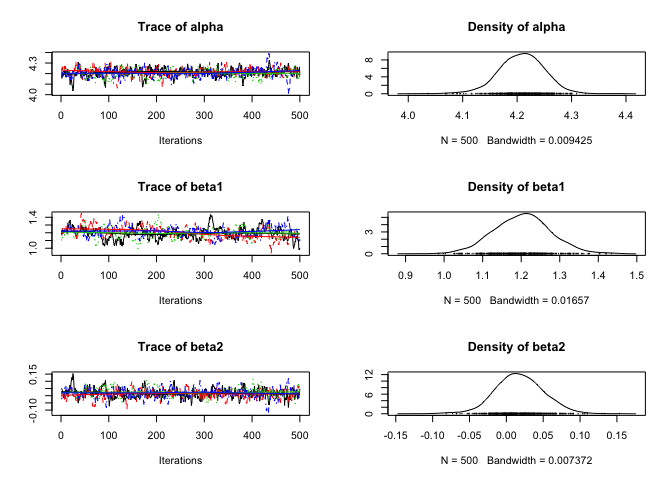 Trace of alpha
4.0 4.3
0 100 200 300 400 500
Iterations
Density of alpha
0 4 8
4.0 4.1 4.2 4.3 4.4
N = 500 Bandwidth = 0.009425
Trace of beta1
1.0 1.4
0 100 200 300 400 500
Iterations
Density of beta1
0 3
0.9 1.0 1.1 1.2 1.3 1.4 1.5
N = 500 Bandwidth = 0.01657
Trace of beta2
-0.10 0.15
0 100 200 300 400 500
Iterations
Density of beta2
0 4 8 12
-0.15 -0.10 -0.05 0.00 0.05 0.10 0.15
N = 500 Bandwidth = 0.007372